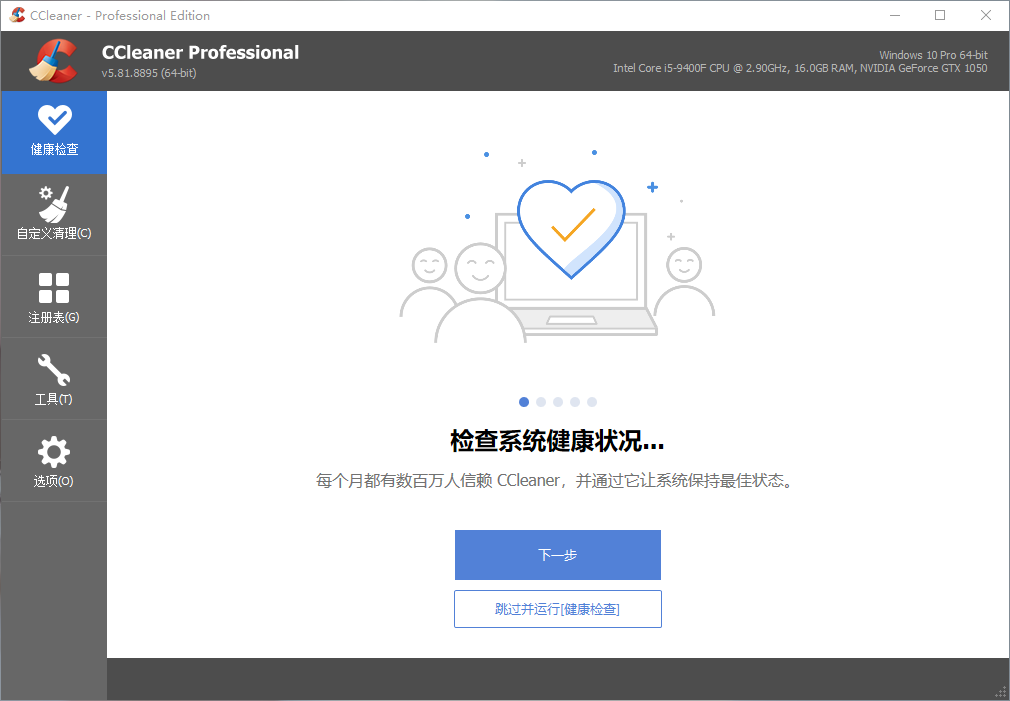 CCleaner - Professional Edition
CCleaner Professional
v5.81.8895 (64-bit)
Windows 10 Pro 64-bit
Intel Core i5-9400F CPU @ 2.90GHz, 16.0GB RAM, NVIDIA GeForce GTX 1050
健康检查
自定义清理(C)
注册表(G)
工具(T)
选项(O)
检查系统健康状况...
每个月都有数百万人信赖 CCleaner，并通过它让系统保持最佳状态。
下一步
跳过并运行[健康检查]